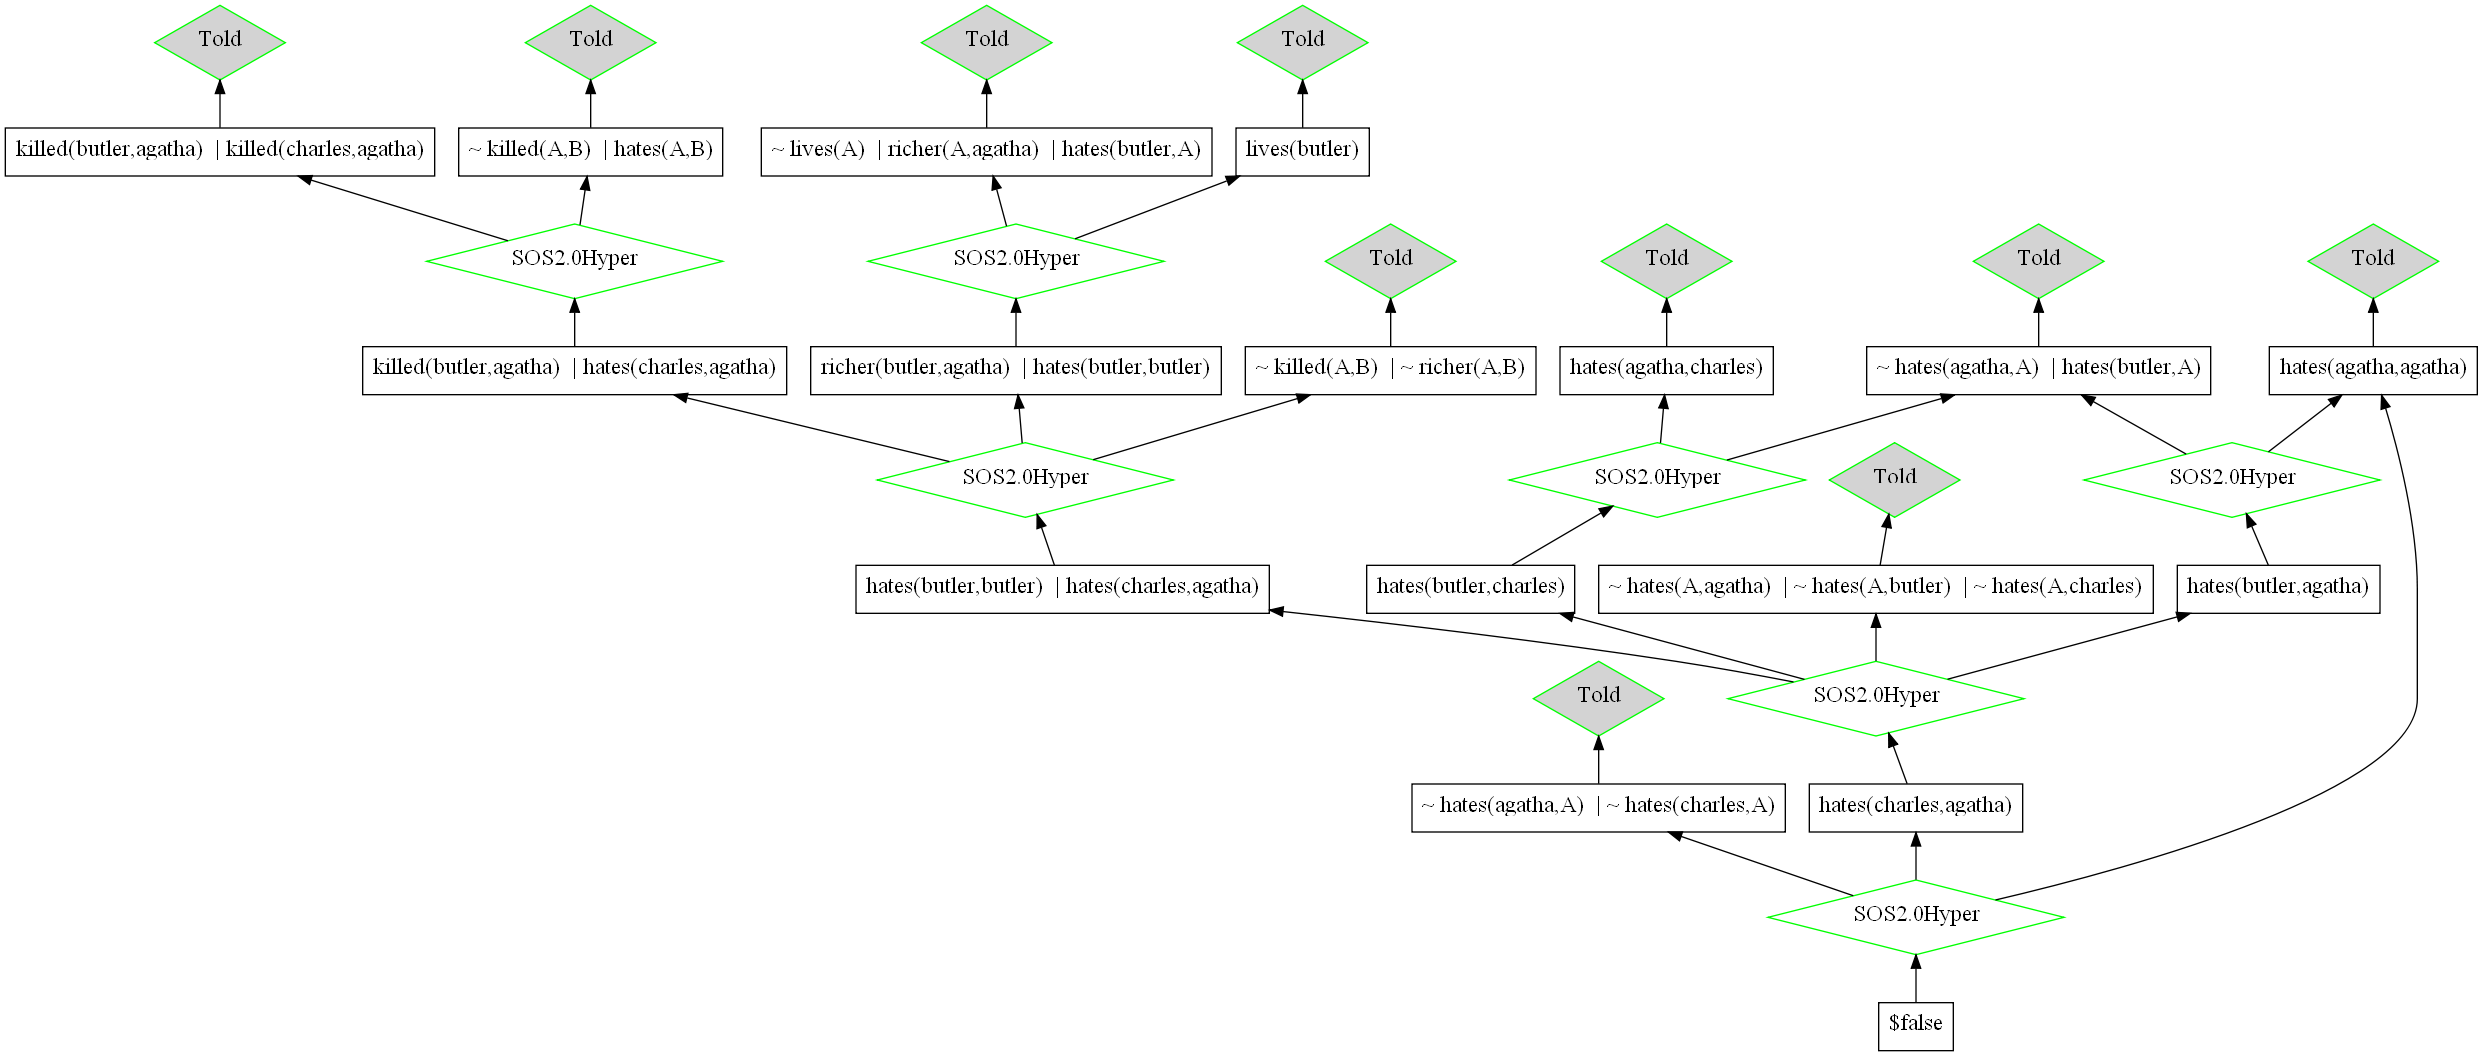 Told
Told
Told
Told
killed(butler,agatha) | killed(charles,agatha)
~ killed(A,B) | hates(A,B)
~ lives(A) | richer(A,agatha) | hates(butler,A)
lives(butler)
SOS2.0Hyper
SOS2.0Hyper
Told
Told
Told
Told
killed(butler,agatha) | hates(charles,agatha)
richer(butler,agatha) | hates(butler,butler)
~ killed(A,B) | ~ richer(A,B)
hates(agatha,charles)
~ hates(agatha,A) | hates(butler,A)
hates(agatha,agatha)
SOS2.0Hyper
SOS2.0Hyper
Told
SOS2.0Hyper
hates(butler,butler) | hates(charles,agatha)
hates(butler,charles)
~ hates(A,agatha) | ~ hates(A,butler) | ~ hates(A,charles)
hates(butler,agatha)
Told
SOS2.0Hyper
~ hates(agatha,A) | ~ hates(charles,A)
hates(charles,agatha)
SOS2.0Hyper
$false